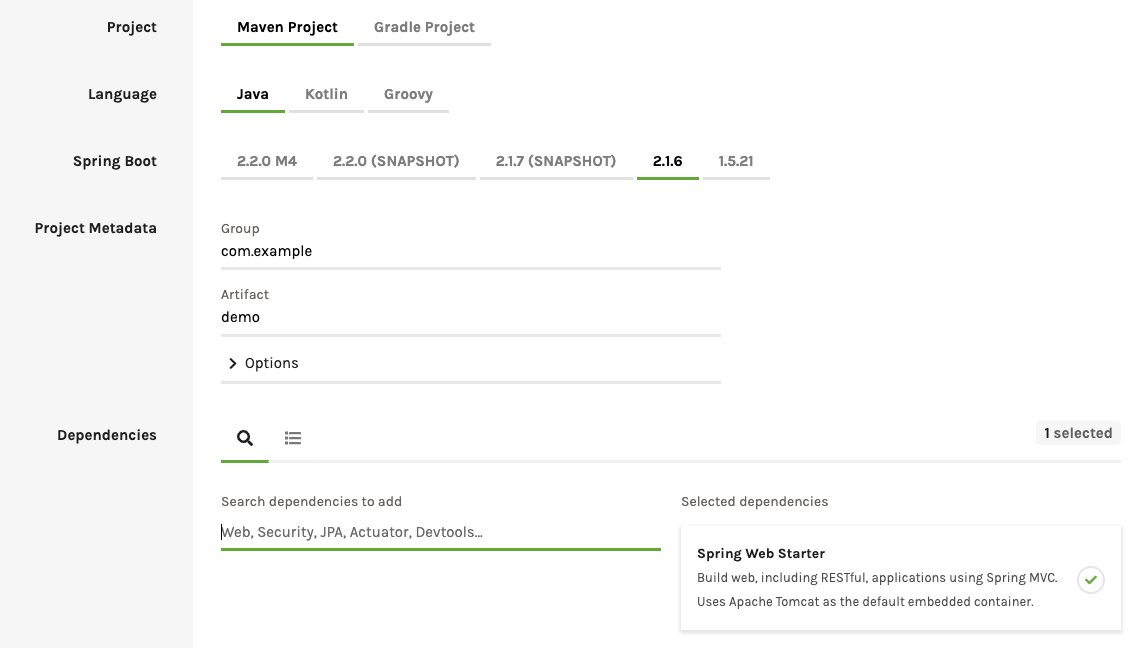 Project
Maven Project Gradle Project
Language
Java Kotlin Groovy
Spring Boot
2.2.0 M4 2.2.0 (SNAPSHOT) 2.1.7 (SNAPSHOT) 2.1.6 1.5.21
Project Metadata
Group
com.example
Artifact
demo
Options
Dependencies
1 selected
Search dependencies to add
Web, Security, JPA, Actuator, Devtools...
Selected dependencies
Spring Web Starter
Build web, including RESTful, applications using Spring MVC.
Uses Apache Tomcat as the default embedded container.